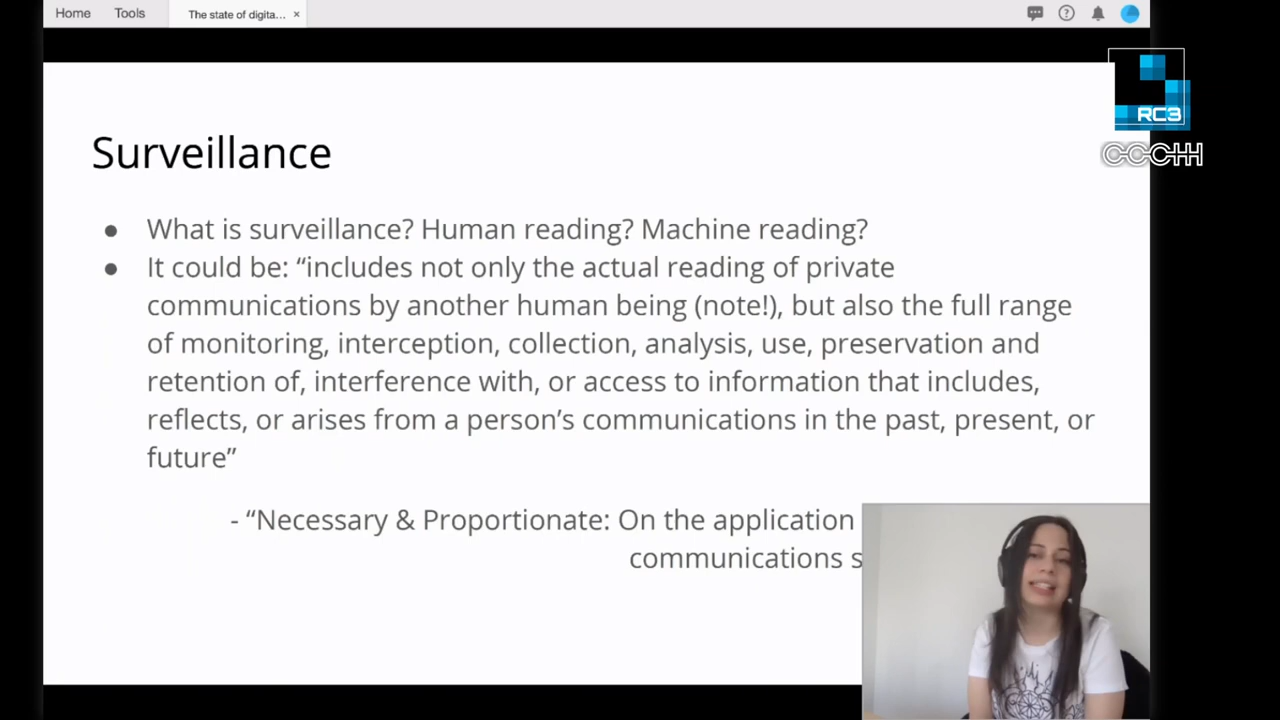 Home Tools The state of digita... ×
RC3
CCCHH
Surveillance
● What is surveillance? Human reading? Machine reading?
● It could be: “includes not only the actual reading of private
communications by another human being (note!), but also the full range
of monitoring, interception, collection, analysis, use, preservation and
retention of, interference with, or access to information that includes,
reflects, or arises from a person’s communications in the past, present, or
future”
- “Necessary & Proportionate: On the application
communications s